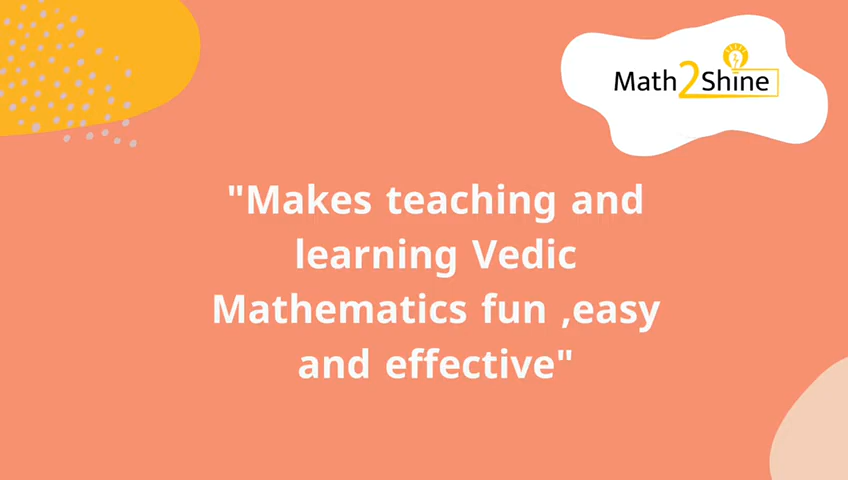 Math2Shine
"Makes teaching and
learning Vedic
Mathematics fun ,easy
and effective"